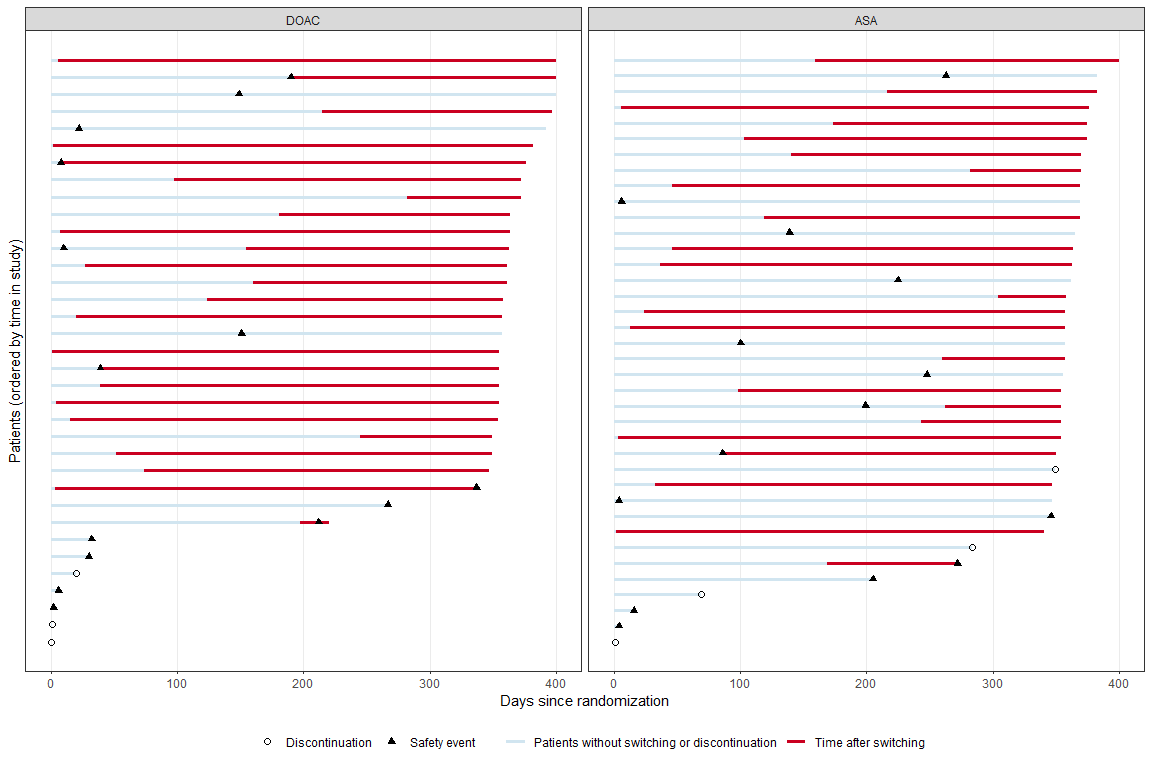 DOAC
ASA
Patients (ordered by time in study)
0 100 200 300 400
0 100 200 300 400
Days since randomization
Discontinuation Safety event Patients without switching or discontinuation Time after switching